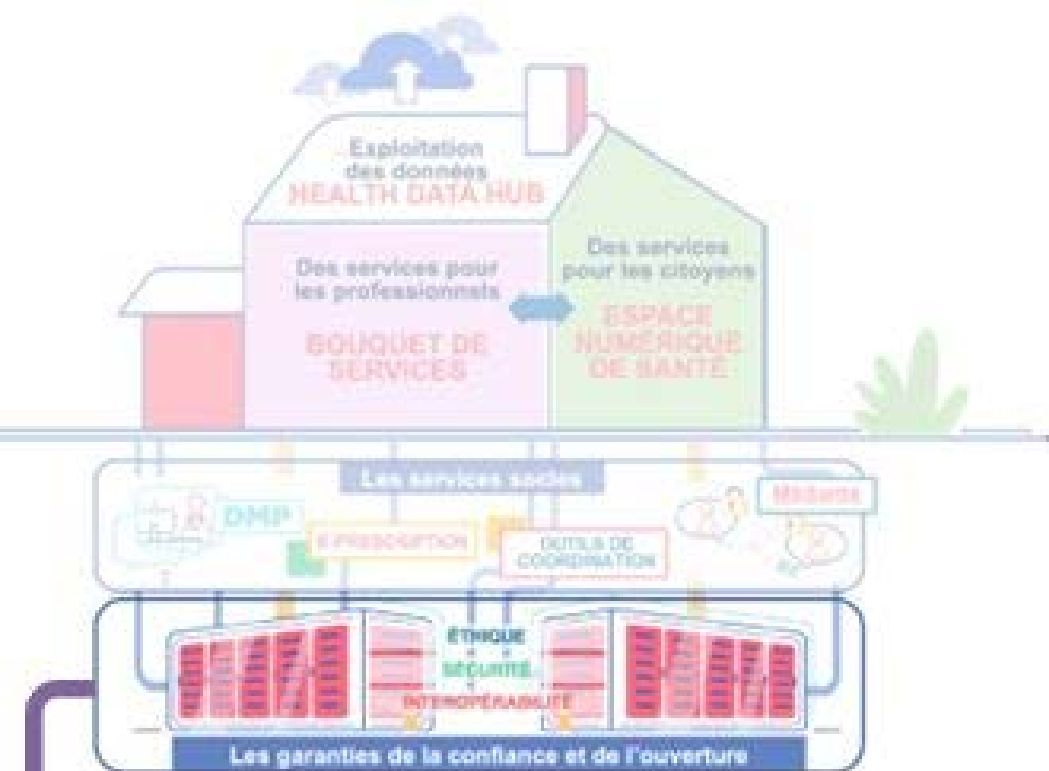 Exploitation
des données
HEALTH DATA HUB
Des services pour
les professionnels
BOUQUET DE
SERVICES
Des services
pour les citoyens
ESPACE
NUMÉRIQUE
DE SANTÉ
Les services socles
DMP
E-PRESCRIPTION
OUTILS DE
COORDINATION
MSSanté
ÉTHIQUE
SÉCURITÉ
INTEROPÉRABILITÉ
Les garanties de la confiance et de l'ouverture